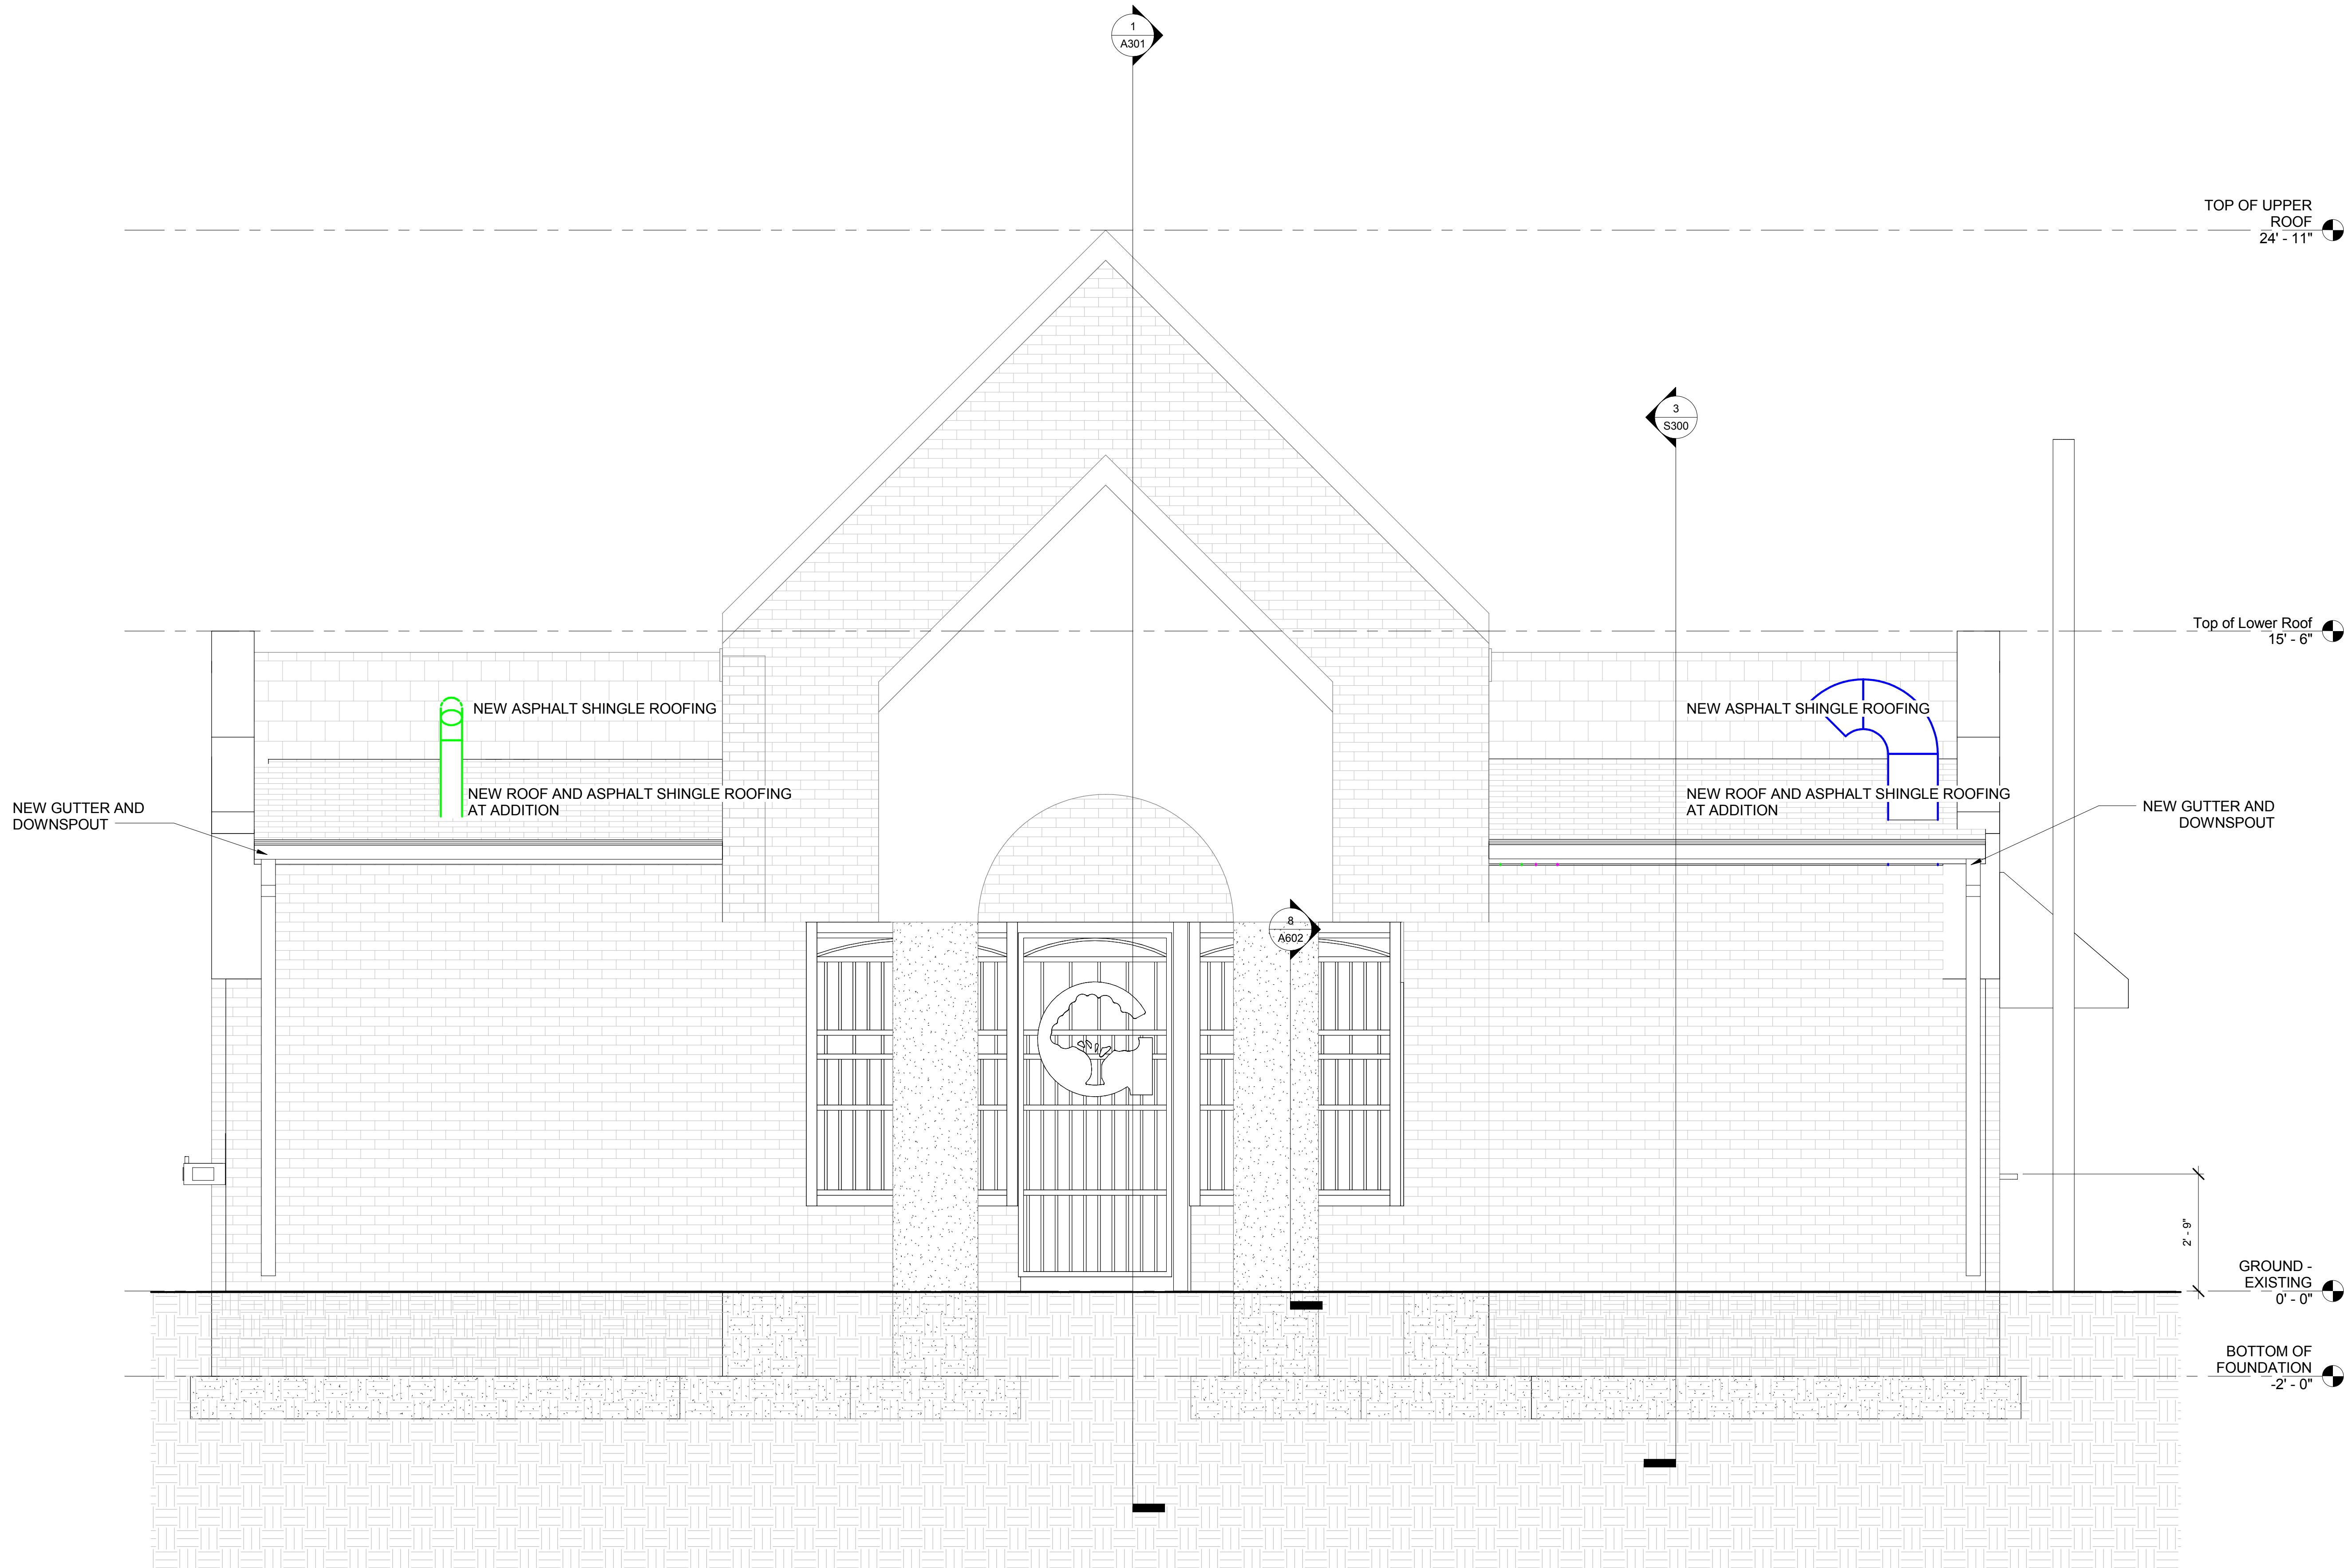 1
A301
TOP OF UPPER
ROOF
24' - 11"
3
S300
Top of Lower Roof
15' - 6"
NEW ASPHALT SHINGLE ROOFING
NEW ASPHALT SHINGLE ROOFING
NEW ROOF AND ASPHALT SHINGLE ROOFING
AT ADDITION
NEW ROOF AND ASPHALT SHINGLE ROOFING
AT ADDITION
NEW GUTTER AND
DOWNSPOUT
NEW GUTTER AND
DOWNSPOUT
8
A602
G
2' - 9"
GROUND -
EXISTING
0' - 0"
BOTTOM OF
FOUNDATION
-2' - 0"